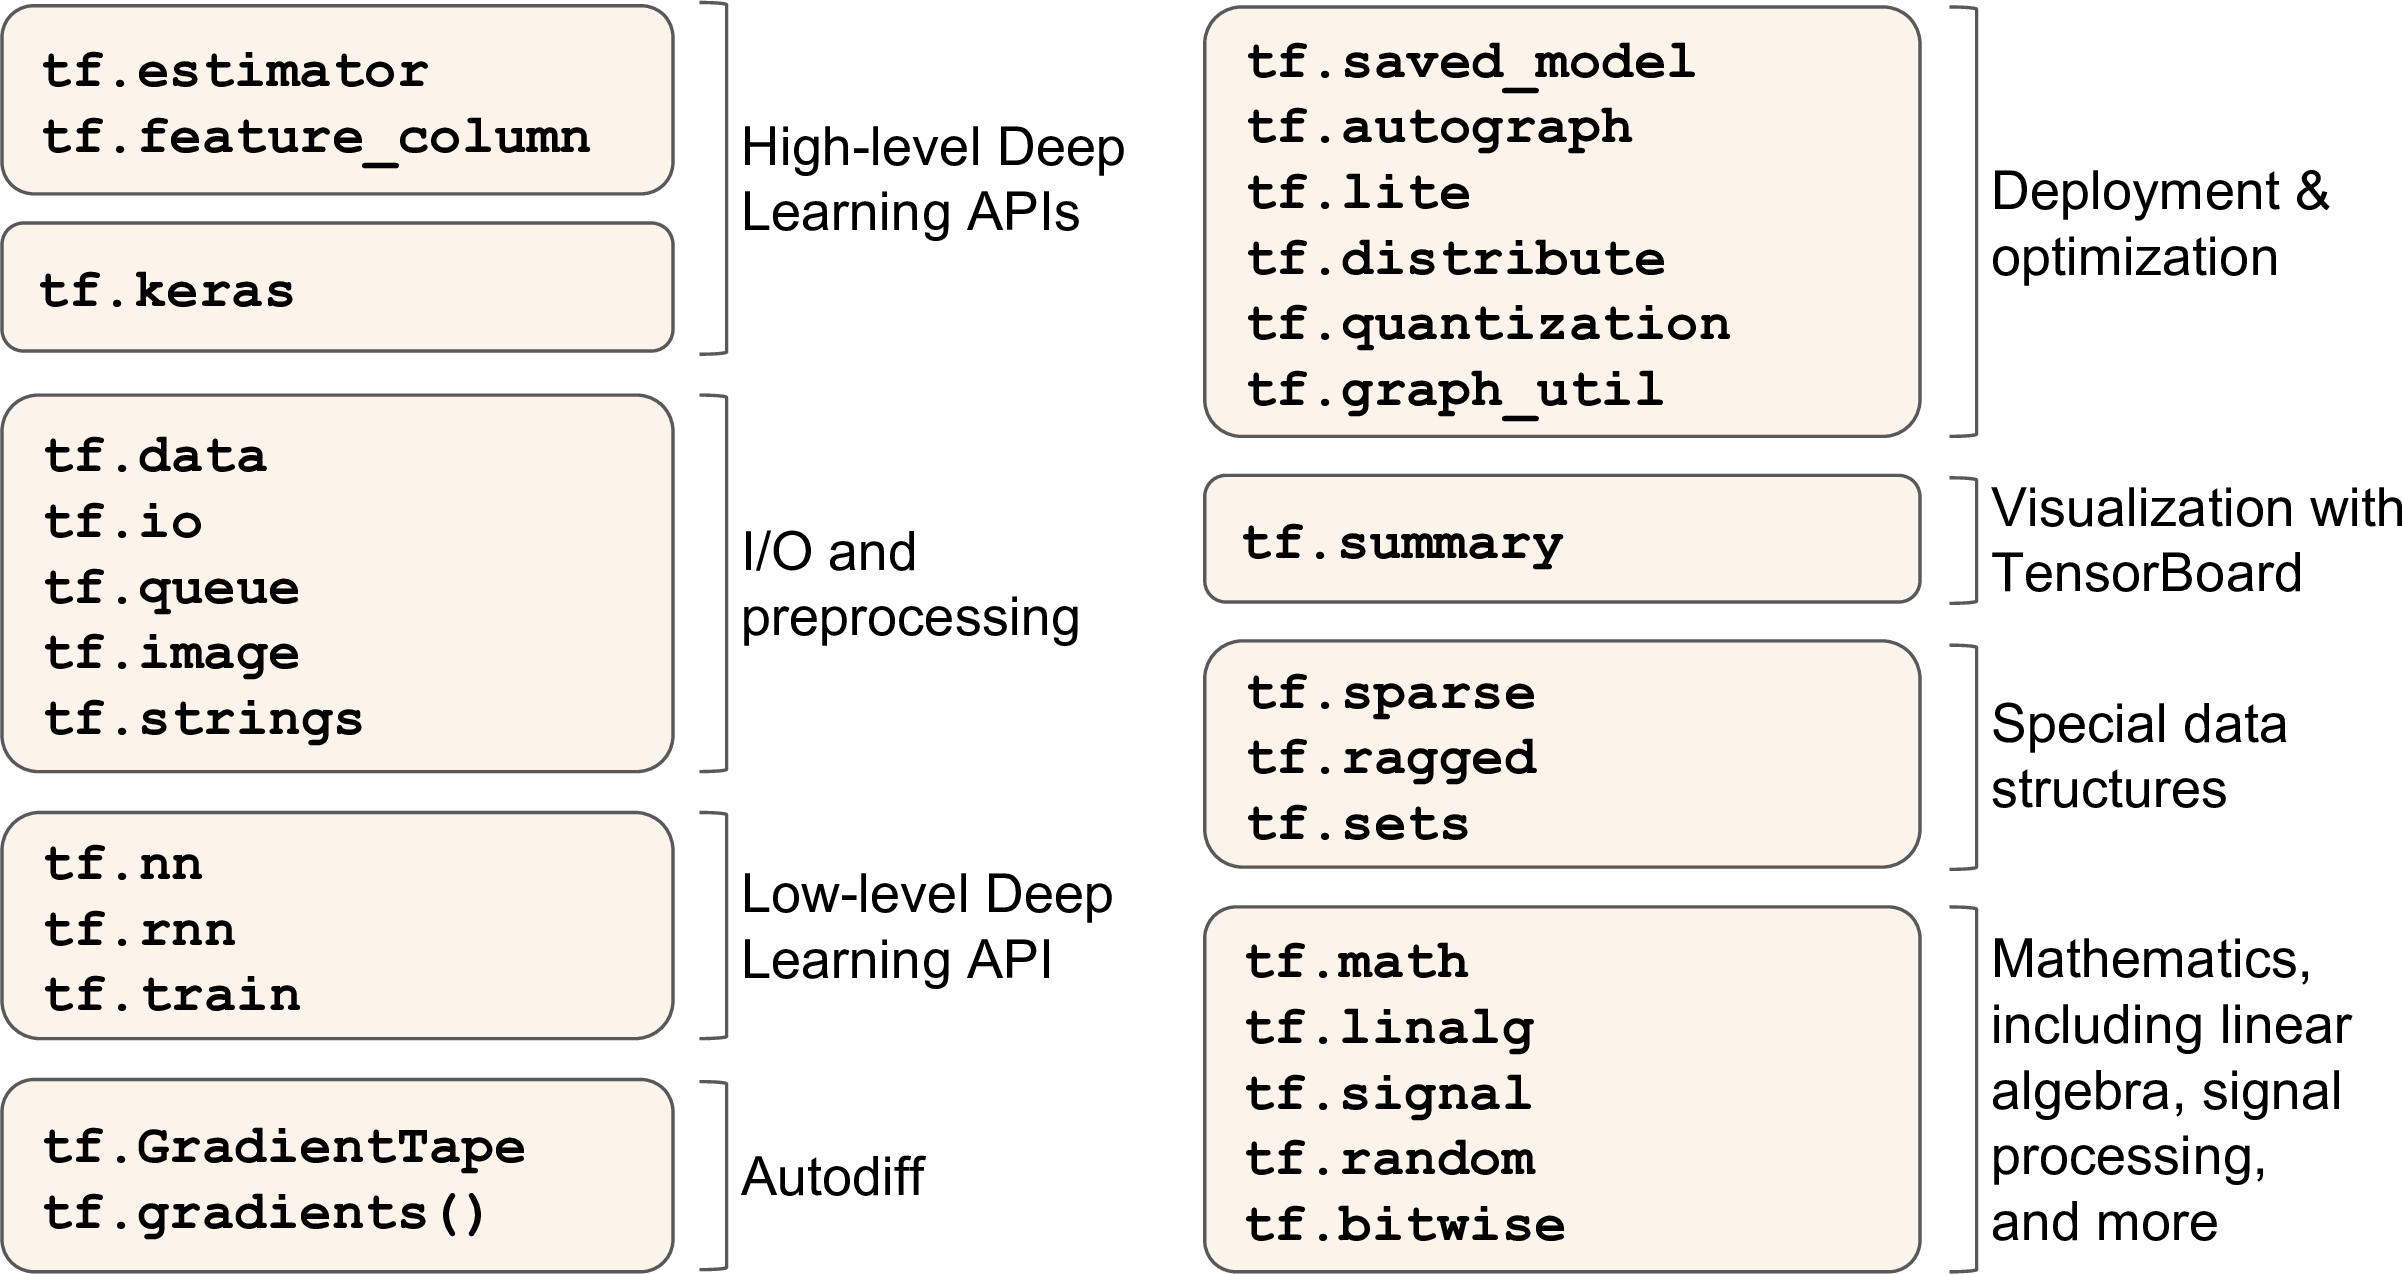 tf.estimator
tf.feature_column
tf.keras
High-level Deep
Learning APIs
tf.data
tf.io
tf.queue
tf.image
tf.strings
I/O and
preprocessing
tf.nn
tf.rnn
tf.train
Low-level Deep
Learning API
tf.GradientTape
tf.gradients()
Autodiff
tf.saved_model
tf.autograph
tf.lite
tf.distribute
tf.quantization
tf.graph_util
Deployment &
optimization
tf.summary
Visualization with
TensorBoard
tf.sparse
tf.ragged
tf.sets
Special data
structures
tf.math
tf.linalg
tf.signal
tf.random
tf.bitwise
Mathematics,
including linear
algebra, signal
processing,
and more